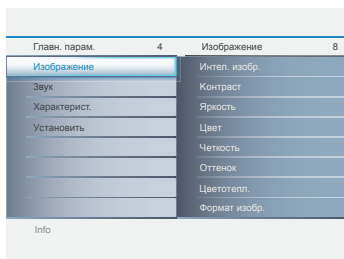 Главн. парам. 4
Изображение
Звук
Характерист.
Установить
Изображение 8
Интел. изобр.
Контраст
Яркость
Цвет
Четкость
Оттенок
Цветотепл.
Формат изобр.
Info